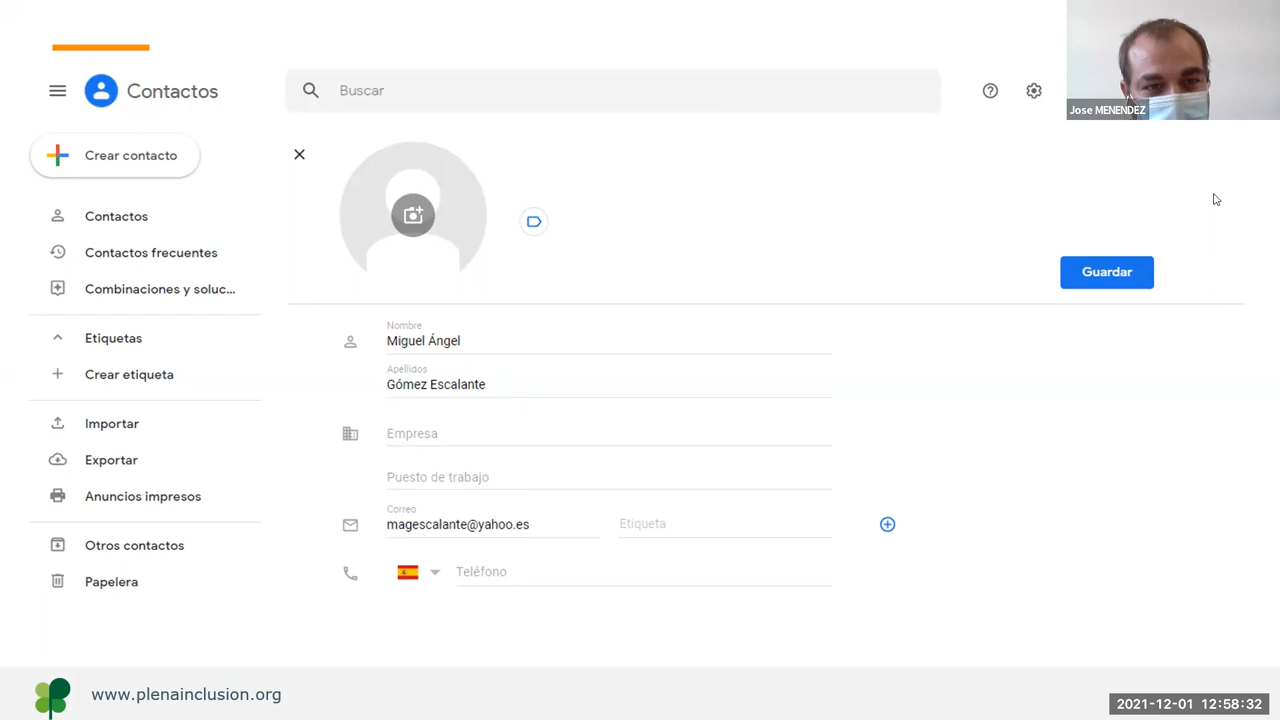 Contactos
Buscar
Jose MENENDEZ
Crear contacto
Contactos
Contactos frecuentes
Combinaciones y soluc...
Guardar
Etiquetas
Crear etiqueta
Importar
Exportar
Anuncios impresos
Otros contactos
Papelera
Nombre
Miguel Ángel
Apellidos
Gómez Escalante
Empresa
Puesto de trabajo
Correo
magescalante@yahoo.es
Etiqueta
Teléfono
www.plenainclusion.org
2021-12-01 12:58:32